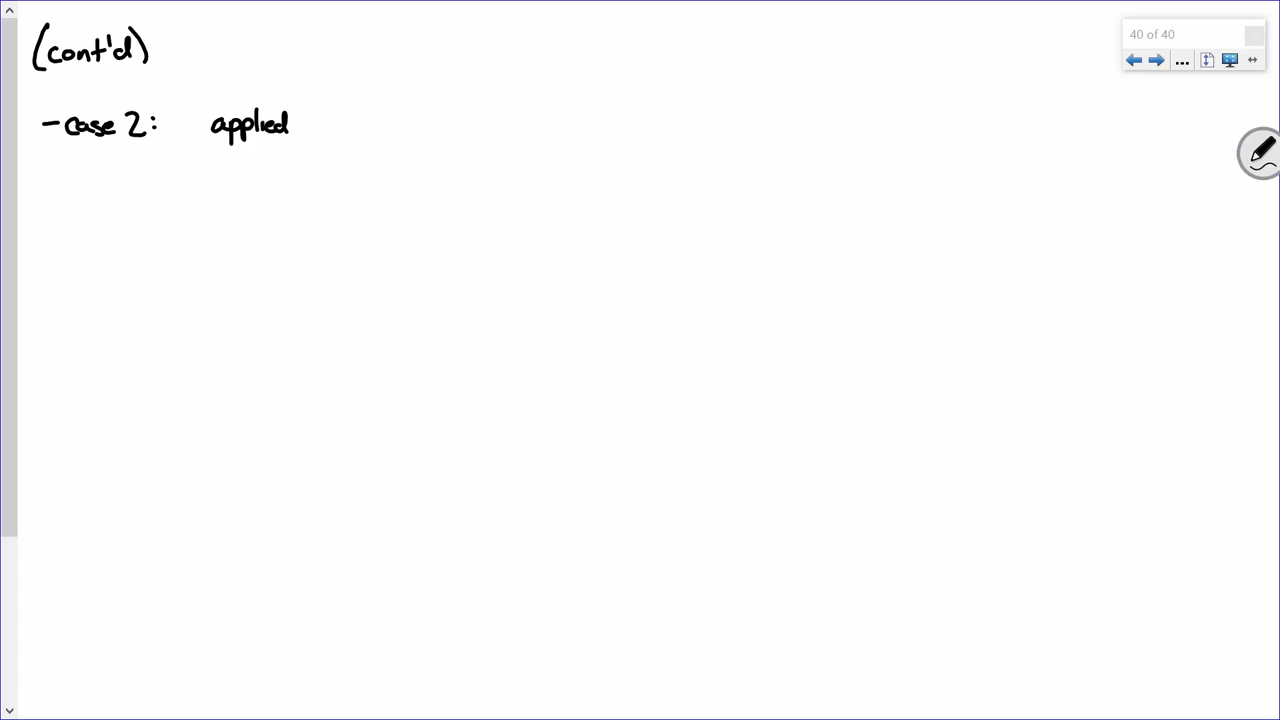 (cont'd)
40 of 40
...
- case 2: applied